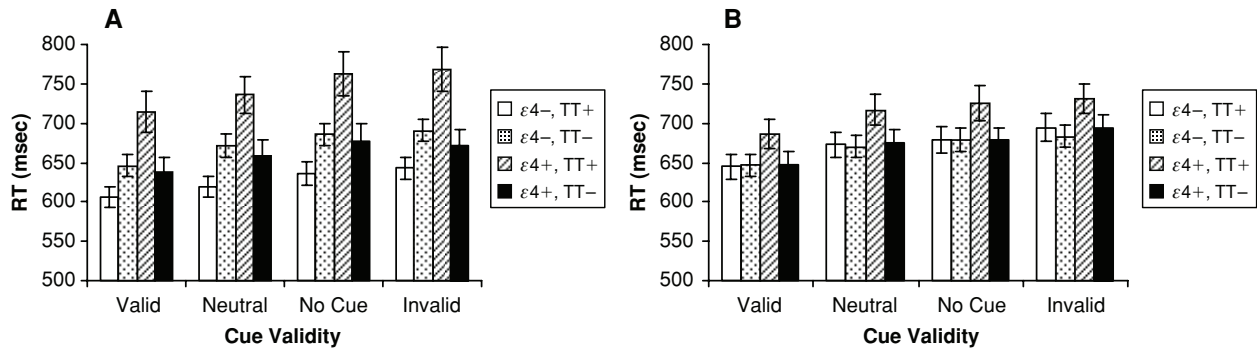 A
800
750
700
650
600
550
500
RT (msec)
Valid
Neutral
No Cue
Invalid
Cue Validity
ε4−, TT+
ε4−, TT−
ε4+, TT+
ε4+, TT−
B
800
750
700
650
600
550
500
RT (msec)
Valid
Neutral
No Cue
Invalid
Cue Validity
ε4−, TT+
ε4−, TT−
ε4+, TT+
ε4+, TT−